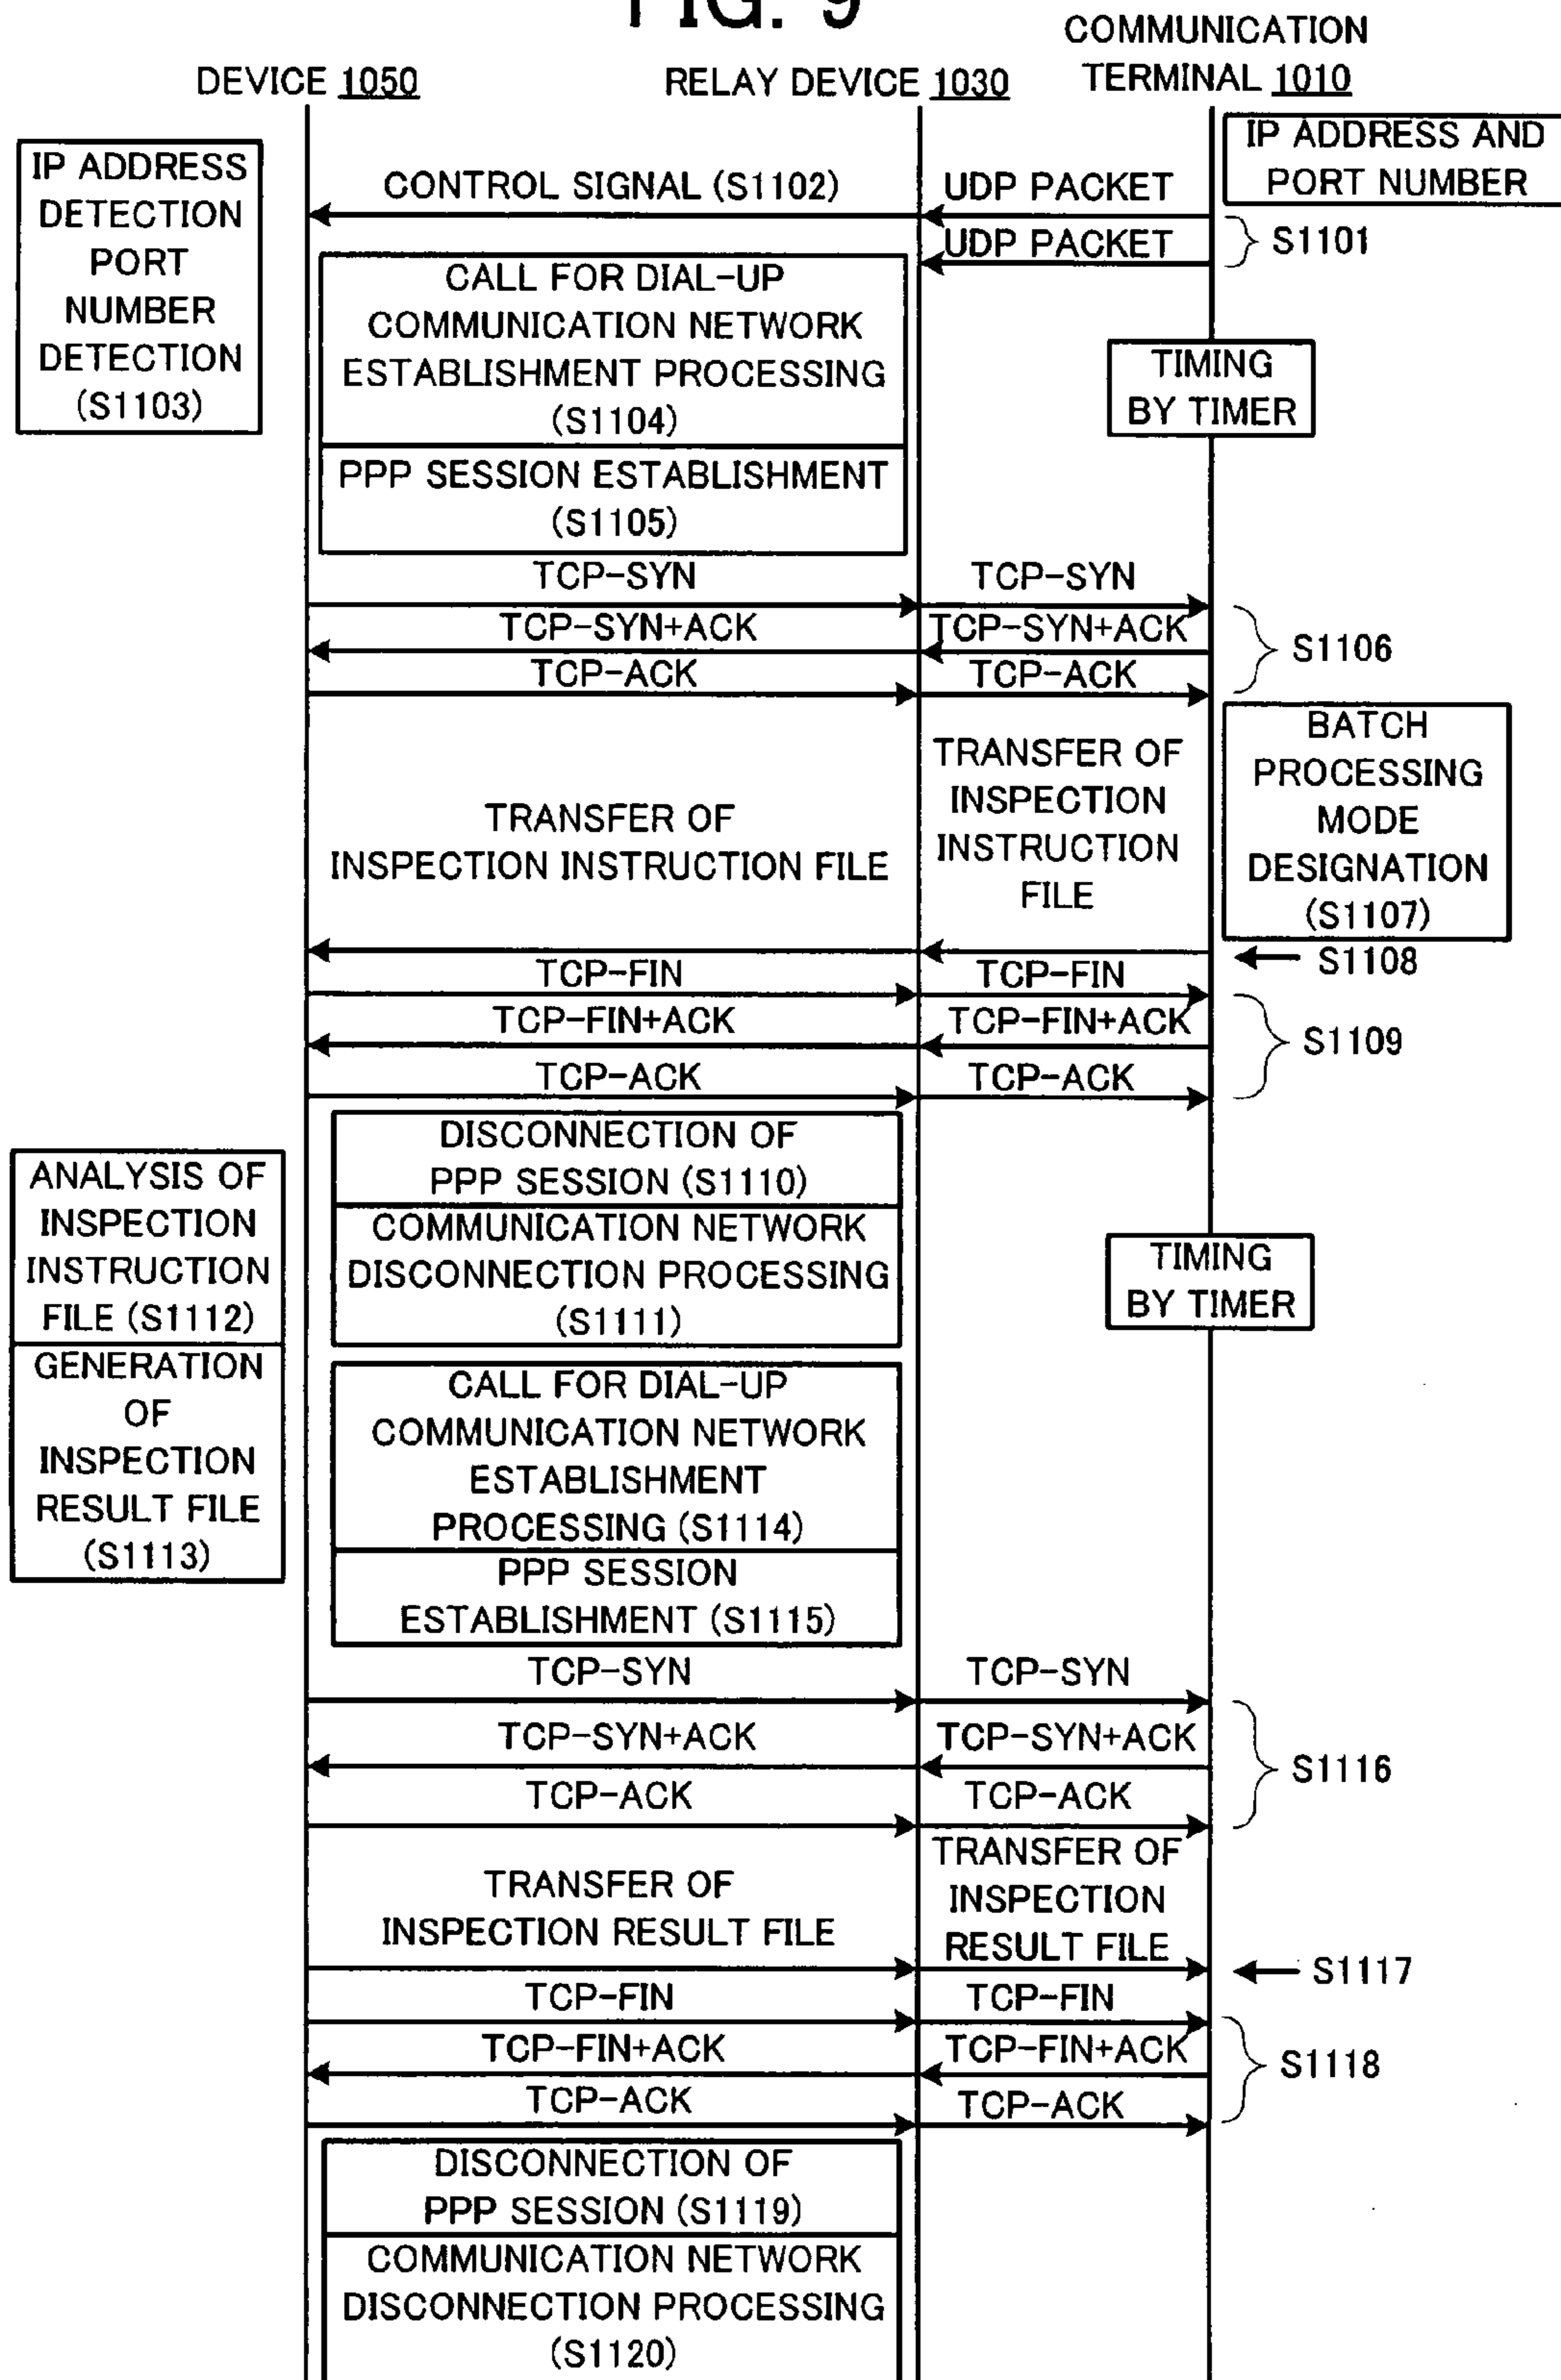 FIG. 9
COMMUNICATION
TERMINAL 1010
DEVICE 1050
RELAY DEVICE 1030
IP ADDRESS AND
PORT NUMBER
IP ADDRESS
DETECTION
PORT
NUMBER
DETECTION
(S1103)
CONTROL SIGNAL (S1102)
UDP PACKET
UDP PACKET
S1101
CALL FOR DIAL-UP
COMMUNICATION NETWORK
ESTABLISHMENT PROCESSING
(S1104)
TIMING
BY TIMER
PPP SESSION ESTABLISHMENT
(S1105)
TCP-SYN
TCP-SYN
TCP-SYN+ACK
TCP-SYN+ACK
TCP-ACK
TCP-ACK
S1106
TRANSFER OF
INSPECTION INSTRUCTION FILE
TRANSFER OF
INSPECTION
INSTRUCTION
FILE
BATCH
PROCESSING
MODE
DESIGNATION
(S1107)
S1108
TCP-FIN
TCP-FIN
TCP-FIN+ACK
TCP-FIN+ACK
TCP-ACK
TCP-ACK
S1109
DISCONNECTION OF
PPP SESSION (S1110)
COMMUNICATION NETWORK
DISCONNECTION PROCESSING
(S1111)
ANALYSIS OF
INSPECTION
INSTRUCTION
FILE (S1112)
GENERATION
OF
INSPECTION
RESULT FILE
(S1113)
TIMING
BY TIMER
CALL FOR DIAL-UP
COMMUNICATION NETWORK
ESTABLISHMENT
PROCESSING (S1114)
PPP SESSION
ESTABLISHMENT (S1115)
TCP-SYN
TCP-SYN
TCP-SYN+ACK
TCP-SYN+ACK
TCP-ACK
TCP-ACK
S1116
TRANSFER OF
INSPECTION RESULT FILE
TRANSFER OF
INSPECTION
RESULT FILE
S1117
TCP-FIN
TCP-FIN
TCP-FIN+ACK
TCP-FIN+ACK
TCP-ACK
TCP-ACK
S1118
DISCONNECTION OF
PPP SESSION (S1119)
COMMUNICATION NETWORK
DISCONNECTION PROCESSING
(S1120)